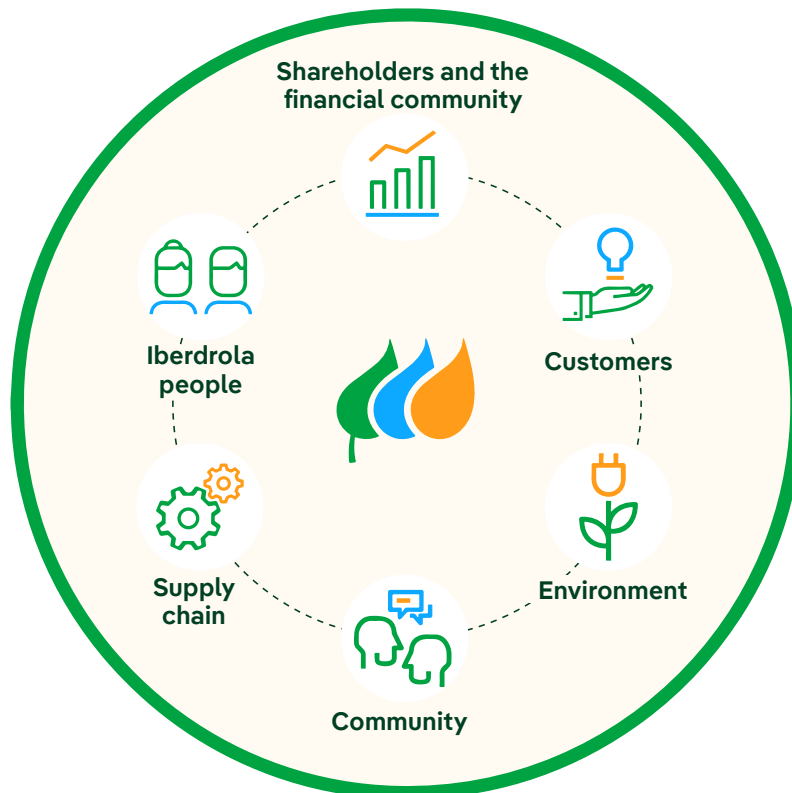 Shareholders and the
financial community
Iberdrola
people
Customers
Supply
chain
Environment
Community